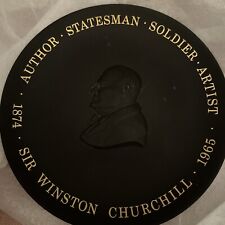 AUTHOR · STATESMAN · SOLDIER · ARTIST
1874 · SIR WINSTON CHURCHILL · 1965